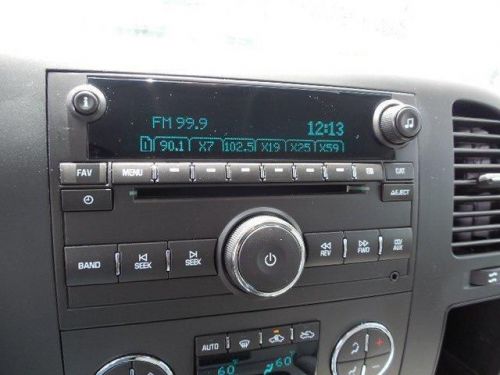 FM 99.9
12:13
1 90.1 X7 102.5 X19 X25 X59
FAV MENU CAT
EJECT
BAND SEEK SEEK REV FWD CD/AUX
AUTO
60 60